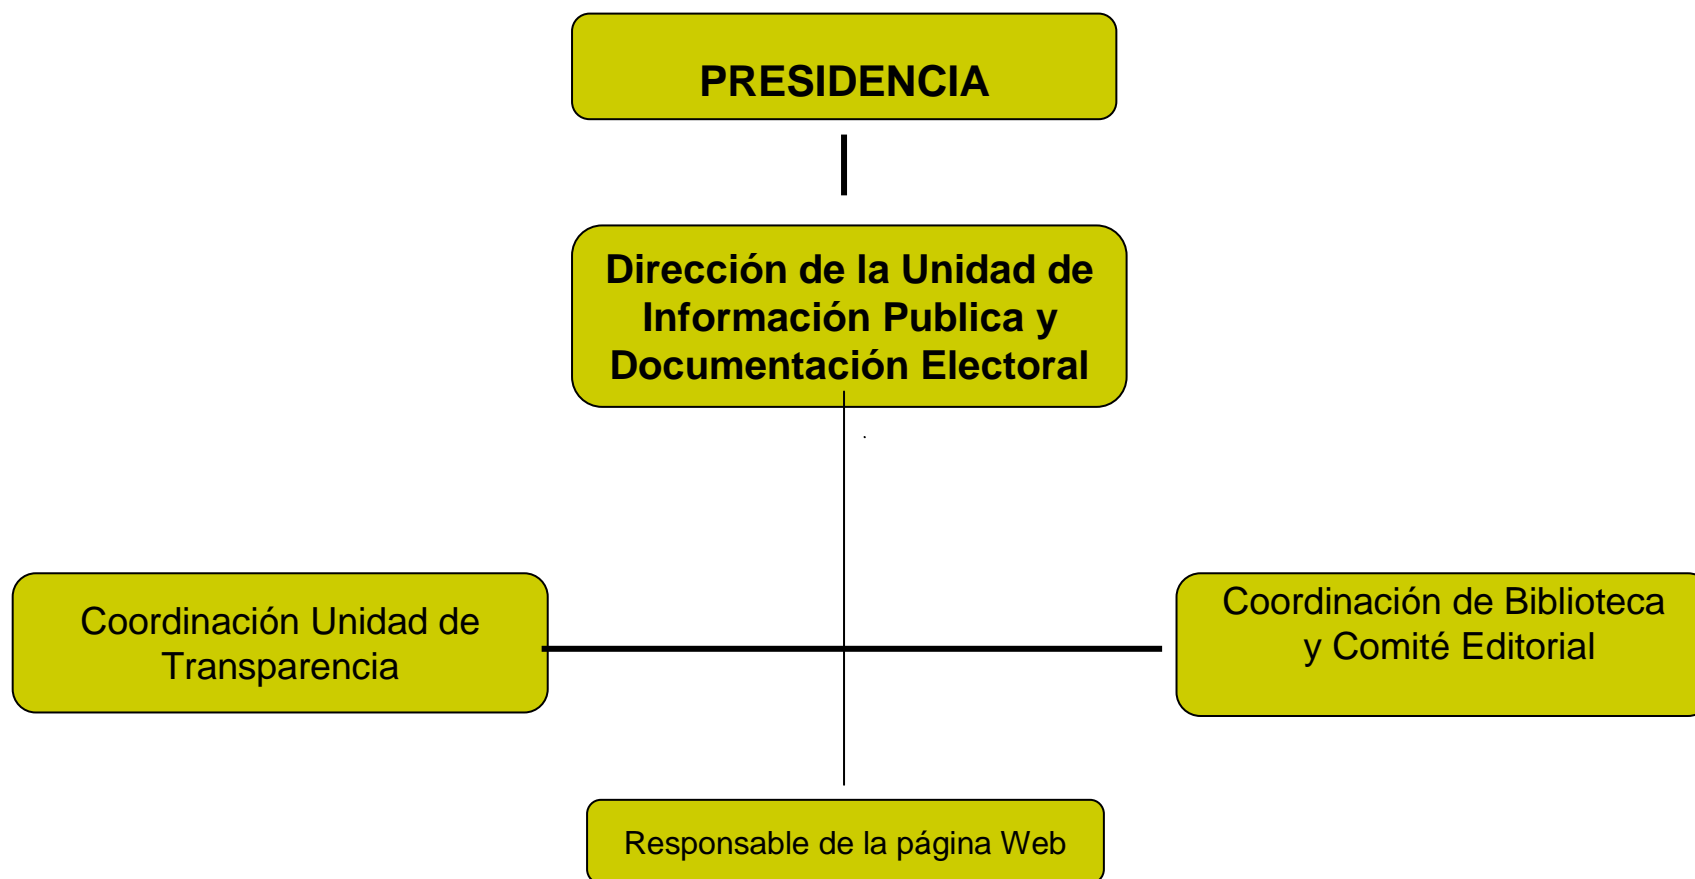 PRESIDENCIA
Dirección de la Unidad de
Información Publica y
Documentación Electoral
.
Coordinación Unidad de
Transparencia
Coordinación de Biblioteca
y Comité Editorial
Responsable de la página Web